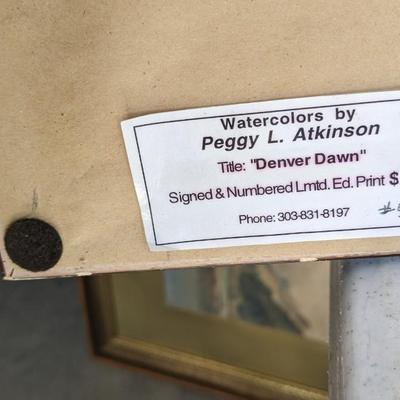 Watercolors by
Peggy L. Atkinson
Title: "Denver Dawn"
Signed & Numbered Lmtd. Ed. Print $
Phone: 303-831-8197